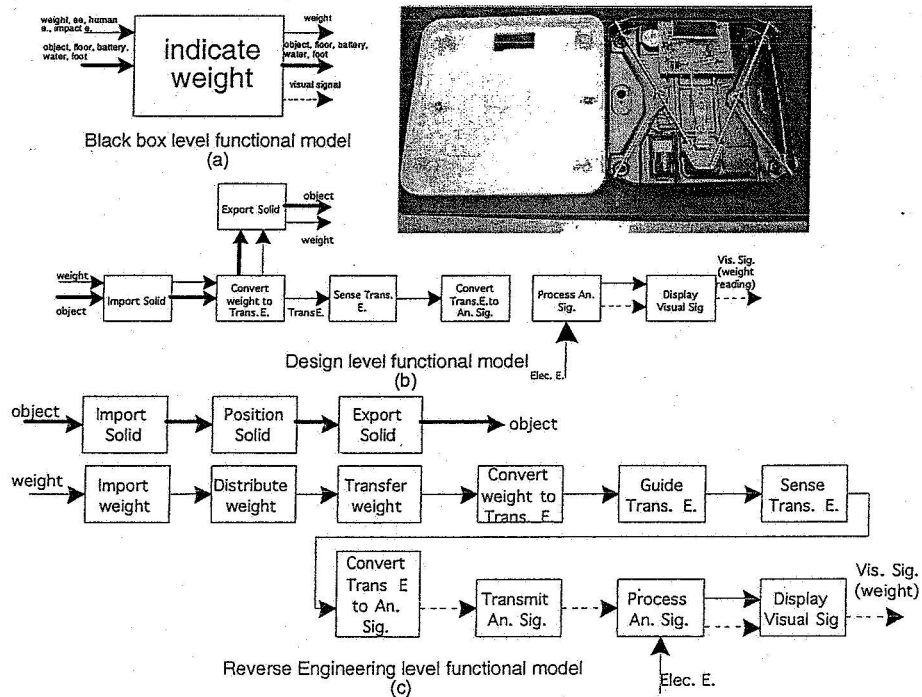 weight, ee, human
e., impact e.
object, floor, battery,
water, foot
indicate
weight
weight
object, floor, battery,
water, foot
visual signal
Black box level functional model
(a)
Export Solid
object
weight
weight
object
Import Solid
Convert
weight to
Trans. E.
Trans E.
Sense Trans.
E.
Convert
Trans.E.to
An. Sig.
Process An.
Sig.
Elec. E.
Display
Visual Sig
Vis. Sig.
(weight
reading)
Design level functional model
(b)
object
Import
Solid
Position
Solid
Export
Solid
object
weight
Import
weight
Distribute
weight
Transfer
weight
Convert
weight to
Trans. E.
Guide
Trans. E.
Sense
Trans. E.
Convert
Trans E
to An.
Sig.
Transmit
An. Sig.
Process
An. Sig.
Elec. E.
Display
Visual Sig
Vis. Sig.
(weight)
Reverse Engineering level functional model
(c)